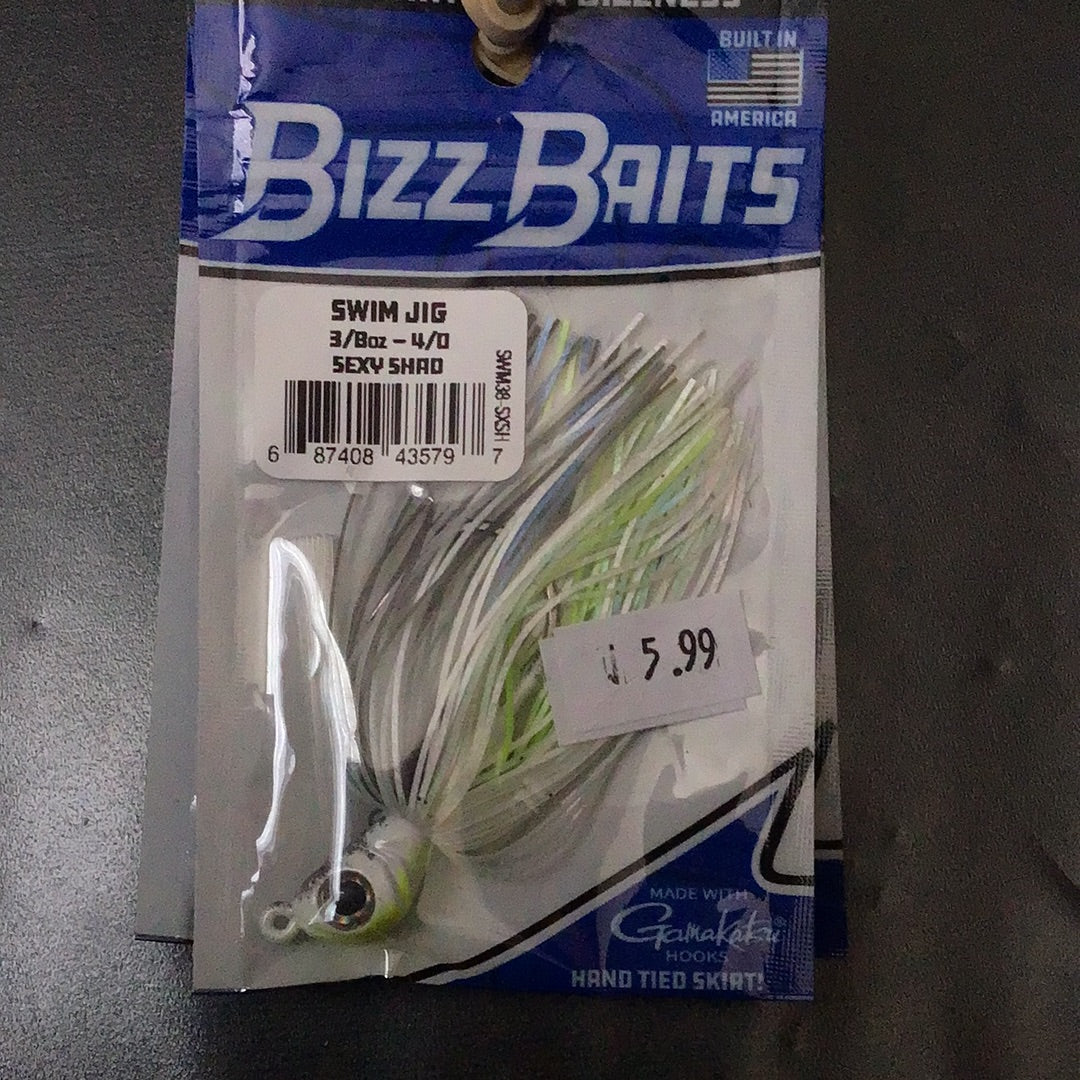 BUILT IN
AMERICA
BIZZ BAITS
SWIM JIG
3/8oz - 4/0
SEXY SHAD
SWM38-SXSH
6 87408 43579 7
5.99
MADE WITH
Gamakatsu®
HOOKS
HAND TIED SKIRT!